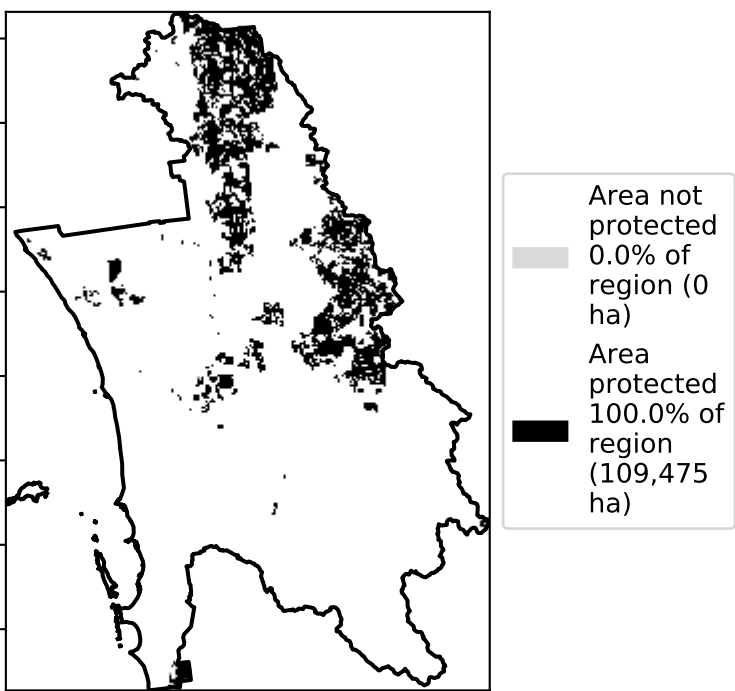 Area not
protected
0.0% of
region (0
ha)
Area
protected
100.0% of
region
(109,475
ha)